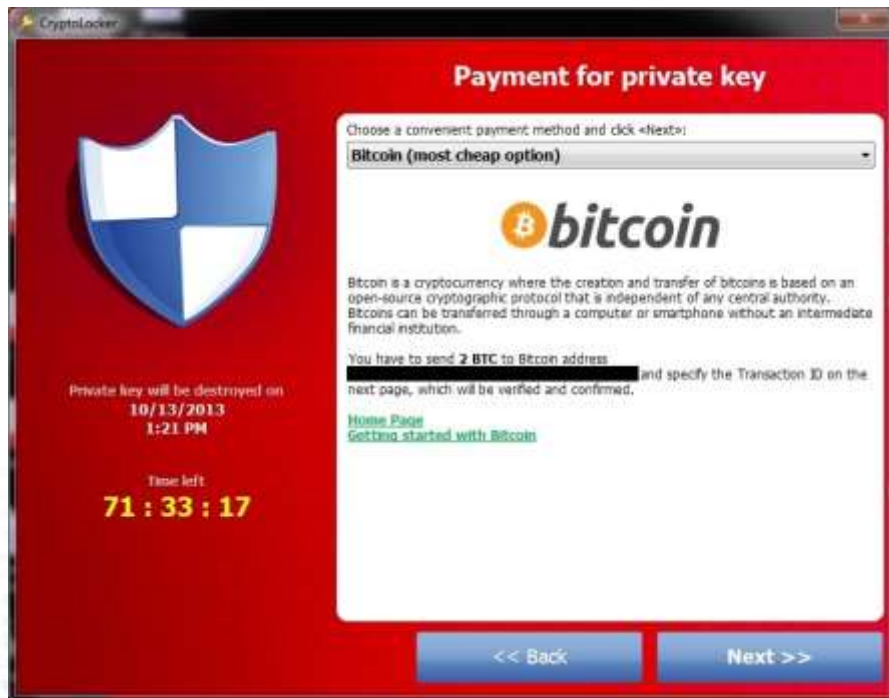 CryptoLocker
Payment for private key
Choose a convenient payment method and click «Next»:
Bitcoin (most cheap option)
bitcoin
Bitcoin is a cryptocurrency where the creation and transfer of bitcoins is based on an
open-source cryptographic protocol that is independent of any central authority.
Bitcoins can be transferred through a computer or smartphone without an intermediate
financial institution.
You have to send 2 BTC to Bitcoin address
and specify the Transaction ID on the
next page, which will be verified and confirmed.
Home Page
Getting started with Bitcoin
Private key will be destroyed on
10/13/2013
1:21 PM
Time left
71 : 33 : 17
<< Back
Next >>